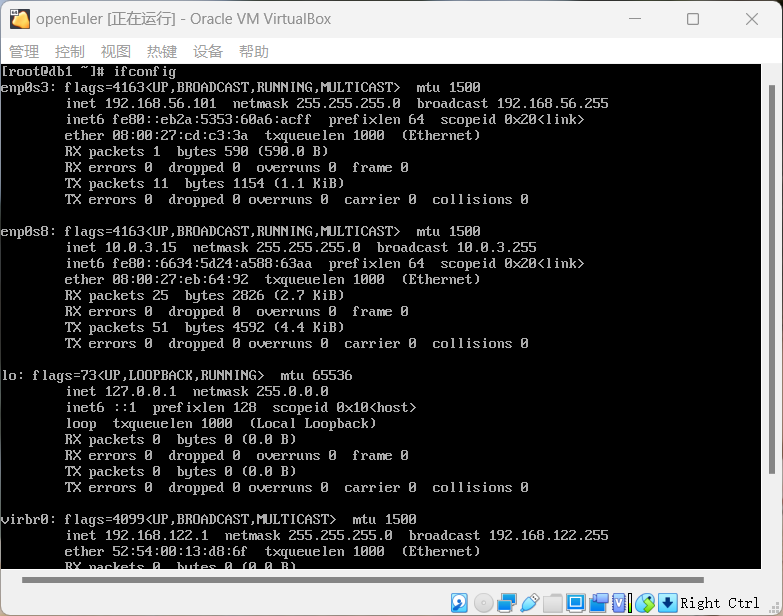 openEuler [正在运行] - Oracle VM VirtualBox
管理 控制 视图 热键 设备 帮助
[root@db1 ~]# ifconfig
enp0s3: flags=4163<UP,BROADCAST,RUNNING,MULTICAST>  mtu 1500
        inet 192.168.56.101  netmask 255.255.255.0  broadcast 192.168.56.255
        inet6 fe80::eb2a:5353:60a6:acff  prefixlen 64  scopeid 0x20<link>
        ether 08:00:27:cd:c3:3a  txqueuelen 1000  (Ethernet)
        RX packets 1  bytes 590 (590.0 B)
        RX errors 0  dropped 0  overruns 0  frame 0
        TX packets 11  bytes 1154 (1.1 KiB)
        TX errors 0  dropped 0 overruns 0  carrier 0  collisions 0
enp0s8: flags=4163<UP,BROADCAST,RUNNING,MULTICAST>  mtu 1500
        inet 10.0.3.15  netmask 255.255.255.0  broadcast 10.0.3.255
        inet6 fe80::6634:5d24:a588:63aa  prefixlen 64  scopeid 0x20<link>
        ether 08:00:27:eb:64:92  txqueuelen 1000  (Ethernet)
        RX packets 25  bytes 2826 (2.7 KiB)
        RX errors 0  dropped 0  overruns 0  frame 0
        TX packets 51  bytes 4592 (4.4 KiB)
        TX errors 0  dropped 0 overruns 0  carrier 0  collisions 0
lo: flags=73<UP,LOOPBACK,RUNNING>  mtu 65536
        inet 127.0.0.1  netmask 255.0.0.0
        inet6 ::1  prefixlen 128  scopeid 0x10<host>
        loop  txqueuelen 1000  (Local Loopback)
        RX packets 0  bytes 0 (0.0 B)
        RX errors 0  dropped 0  overruns 0  frame 0
        TX packets 0  bytes 0 (0.0 B)
        TX errors 0  dropped 0 overruns 0  carrier 0  collisions 0
virbr0: flags=4099<UP,BROADCAST,MULTICAST>  mtu 1500
        inet 192.168.122.1  netmask 255.255.255.0  broadcast 192.168.122.255
        ether 52:54:00:13:d8:6f  txqueuelen 1000  (Ethernet)
        RX packets 0  bytes 0 (0.0 B)
Right Ctrl